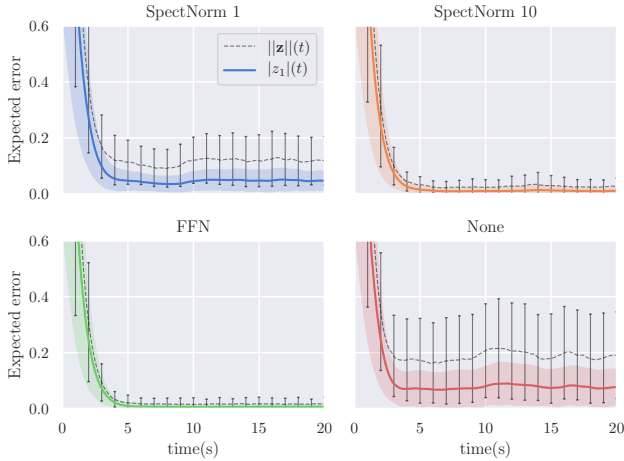 SpectNorm 1
SpectNorm 10
Expected error
0.6
0.4
0.2
0.0
||z||(t)
|z₁|(t)
FFN
None
Expected error
0.6
0.4
0.2
0.0
0 5 10 15 20
0 5 10 15 20
time(s)
time(s)